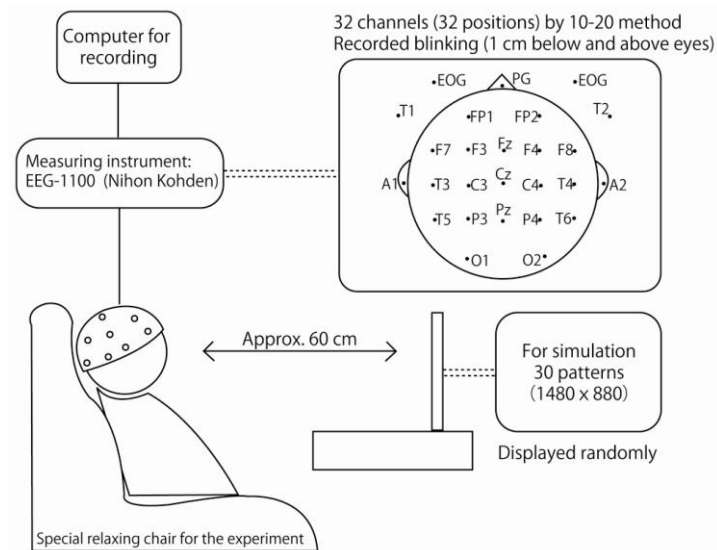 Computer for
recording
32 channels (32 positions) by 10-20 method
Recorded blinking (1 cm below and above eyes)
EOG PG EOG
T1 T2
FP1 FP2
F7 F3 Fz F4 F8
A1 T3 C3 Cz C4 T4 A2
T5 P3 Pz P4 T6
O1 O2
Measuring instrument:
EEG-1100 (Nihon Kohden)
Approx. 60 cm
For simulation
30 patterns
(1480 x 880)
Displayed randomly
Special relaxing chair for the experiment